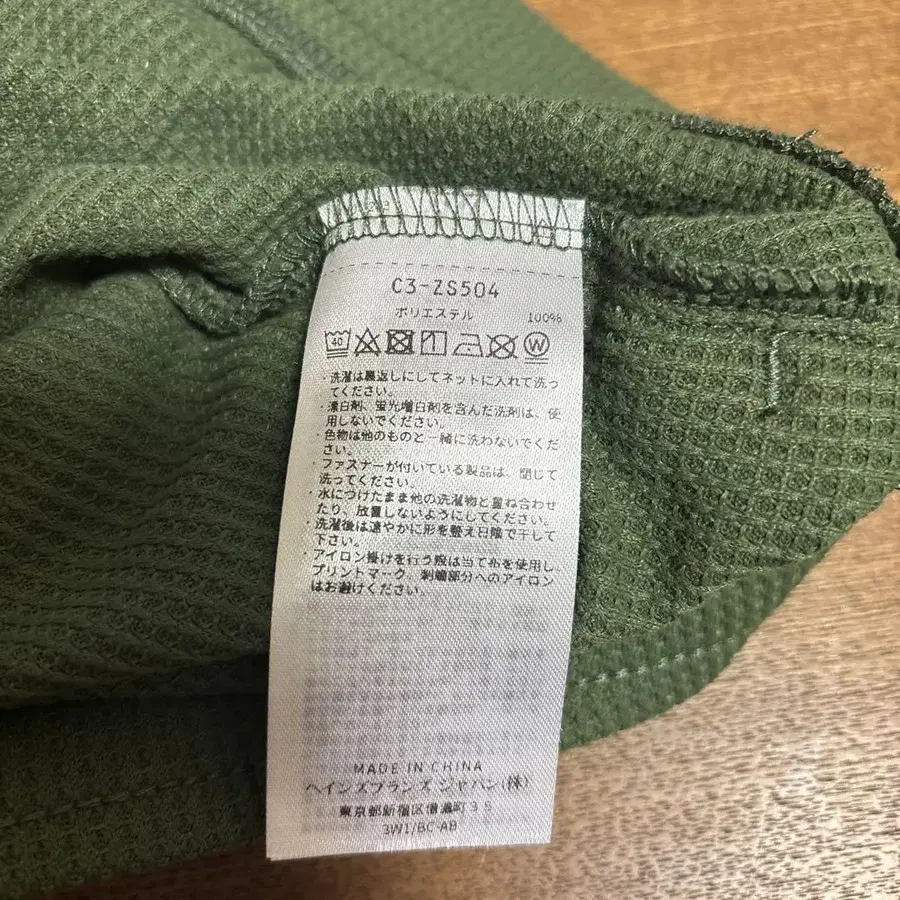 C3-ZS504
ポリエステル 100%
40
W
・洗濯は裏返しにしてネットに入れて洗っ
てください。
・漂白剤、蛍光増白剤を含んだ洗剤は、使
用しないでください。
・色物は他のものと一緒に洗わないでくだ
さい。
・ファスナーが付いている製品は、閉じて
洗ってください。
・水につけたまま他の洗濯物と重ね合わせ
たり、放置しないようにしてください。
・洗濯後は速やかに形を整え日陰で干して
下さい。
・アイロン掛けを行う際は当て布を使用し、
プリントマーク、刺繍部分へのアイロン
はお避けください。
MADE IN CHINA
ヘインズブランズ ジャパン(株)
東京都新宿区信濃町35
3W1/BC-AB